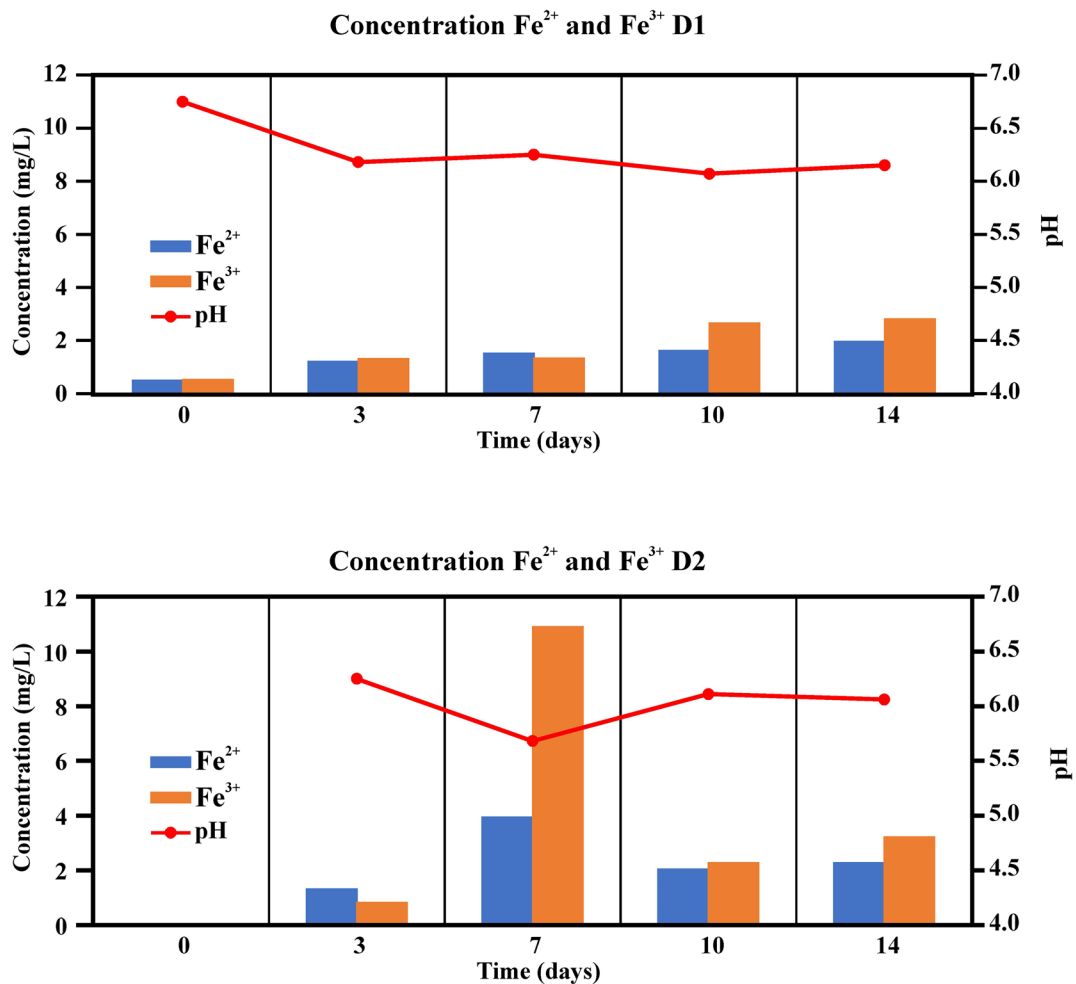 Concentration Fe²⁺ and Fe³⁺ D1
Concentration (mg/L)
12
10
8
6
4
2
0
Fe²⁺
Fe³⁺
pH
7.0
6.5
6.0
5.5
5.0
4.5
4.0
pH
0 3 7 10 14
Time (days)
Concentration Fe²⁺ and Fe³⁺ D2
Concentration (mg/L)
12
10
8
6
4
2
0
Fe²⁺
Fe³⁺
pH
7.0
6.5
6.0
5.5
5.0
4.5
4.0
pH
0 3 7 10 14
Time (days)